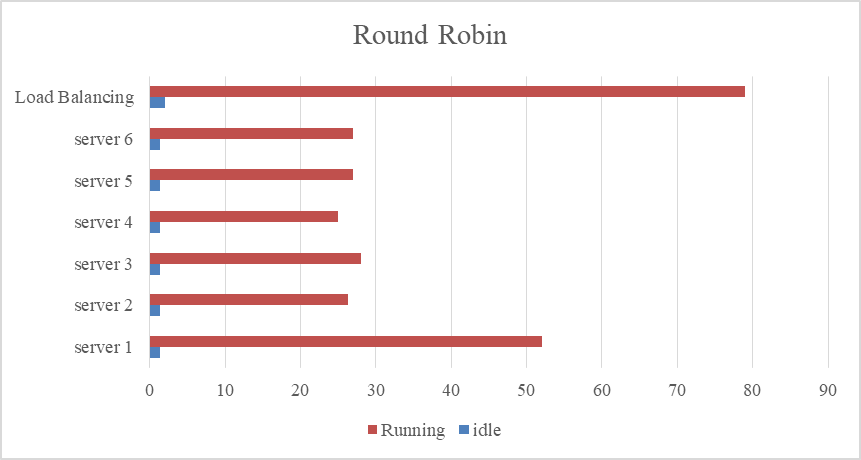 Round Robin
Load Balancing
server 6
server 5
server 4
server 3
server 2
server 1
0 10 20 30 40 50 60 70 80 90
Running idle